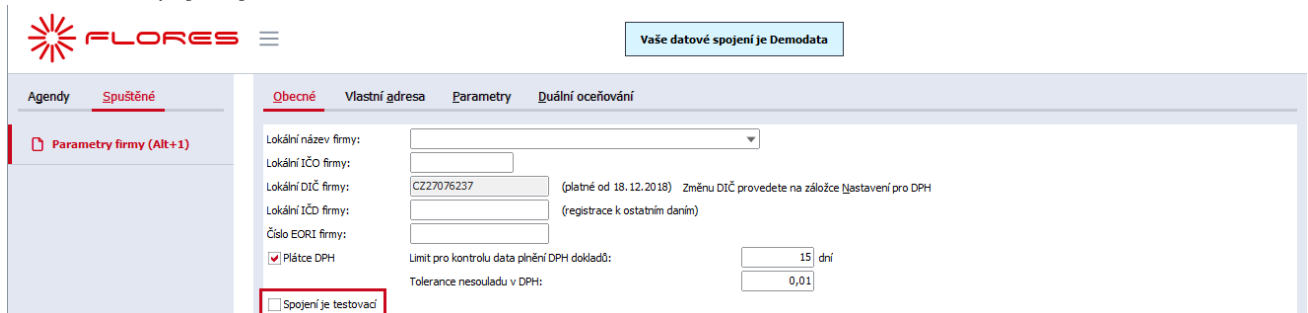 FLORES
Vaše datové spojení je Demodata
Agendy Spuštěné
Obecné Vlastní adresa Parametry Duální oceňování
Parametry firmy (Alt+1)
Lokální název firmy:
Lokální IČO firmy:
Lokální DIČ firmy: CZ27076237 (platné od 18.12.2018) Změnu DIČ provedete na záložce Nastavení pro DPH
Lokální IČD firmy: (registrace k ostatním daním)
Číslo EORI firmy:
Plátce DPH Limit pro kontrolu data plnění DPH dokladů: 15 dní
Tolerance nesouladu v DPH: 0,01
Spojení je testovací